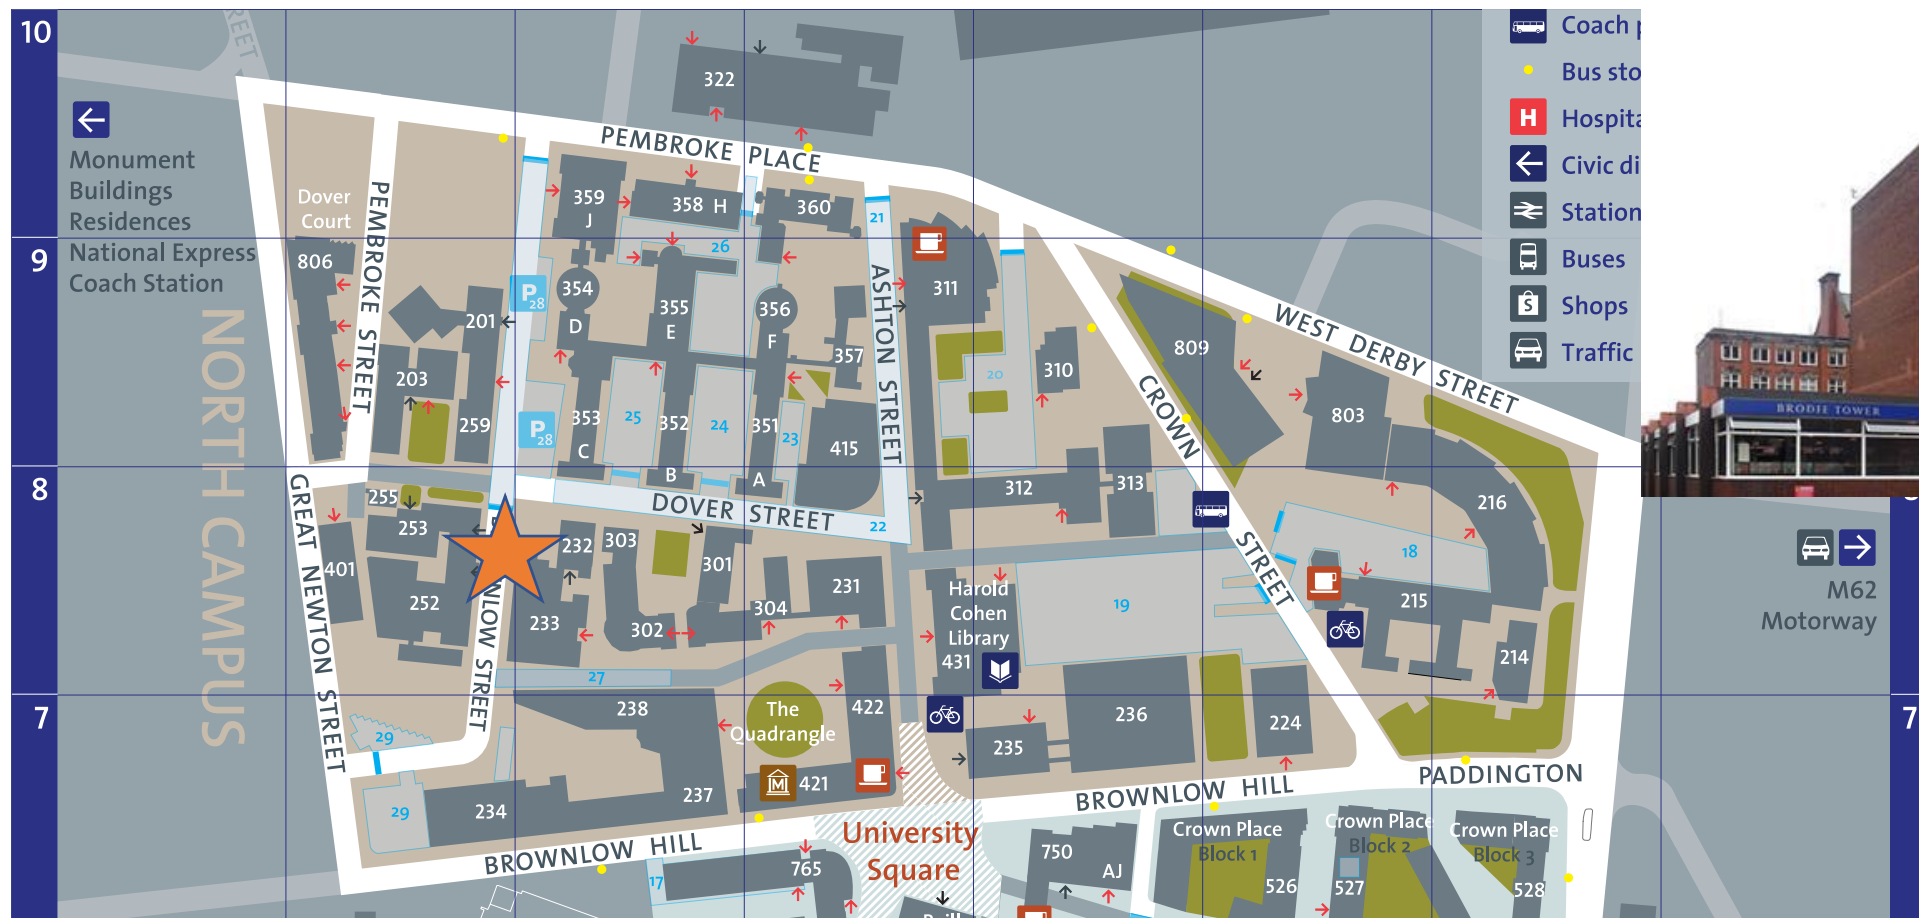 10
9
8
7
7
Monument
Buildings
Residences
National Express
Coach Station
NORTH CAMPUS
Coach
Bus sto
H Hospita
Civic di
Station
Buses
S Shops
Traffic
BRODIE TOWER
M62
Motorway
PEMBROKE PLACE
PEMBROKE STREET
ASHTON STREET
WEST DERBY STREET
CROWN
STREET
GREAT NEWTON STREET
DOVER STREET
NLOW STREET
BROWNLOW HILL
BROWNLOW HILL
PADDINGTON
STREET
Dover
Court
806
322
359
J
358 H
360
21
26
311
354
D
355
E
356
F
357
P28
P28
201
203
259
353
C
25
352
B
24
351
A
23
415
20
310
809
803
216
312
313
22
255
253
252
401
232
303
301
233
302
304
231
Harold
Cohen
Library
431
19
18
215
214
27
238
The
Quadrangle
422
421
235
236
224
29
29
234
237
University
Square
765
17
750
AJ
Crown Place
Block 1
526
Crown Place
Block 2
527
Crown Place
Block 3
528